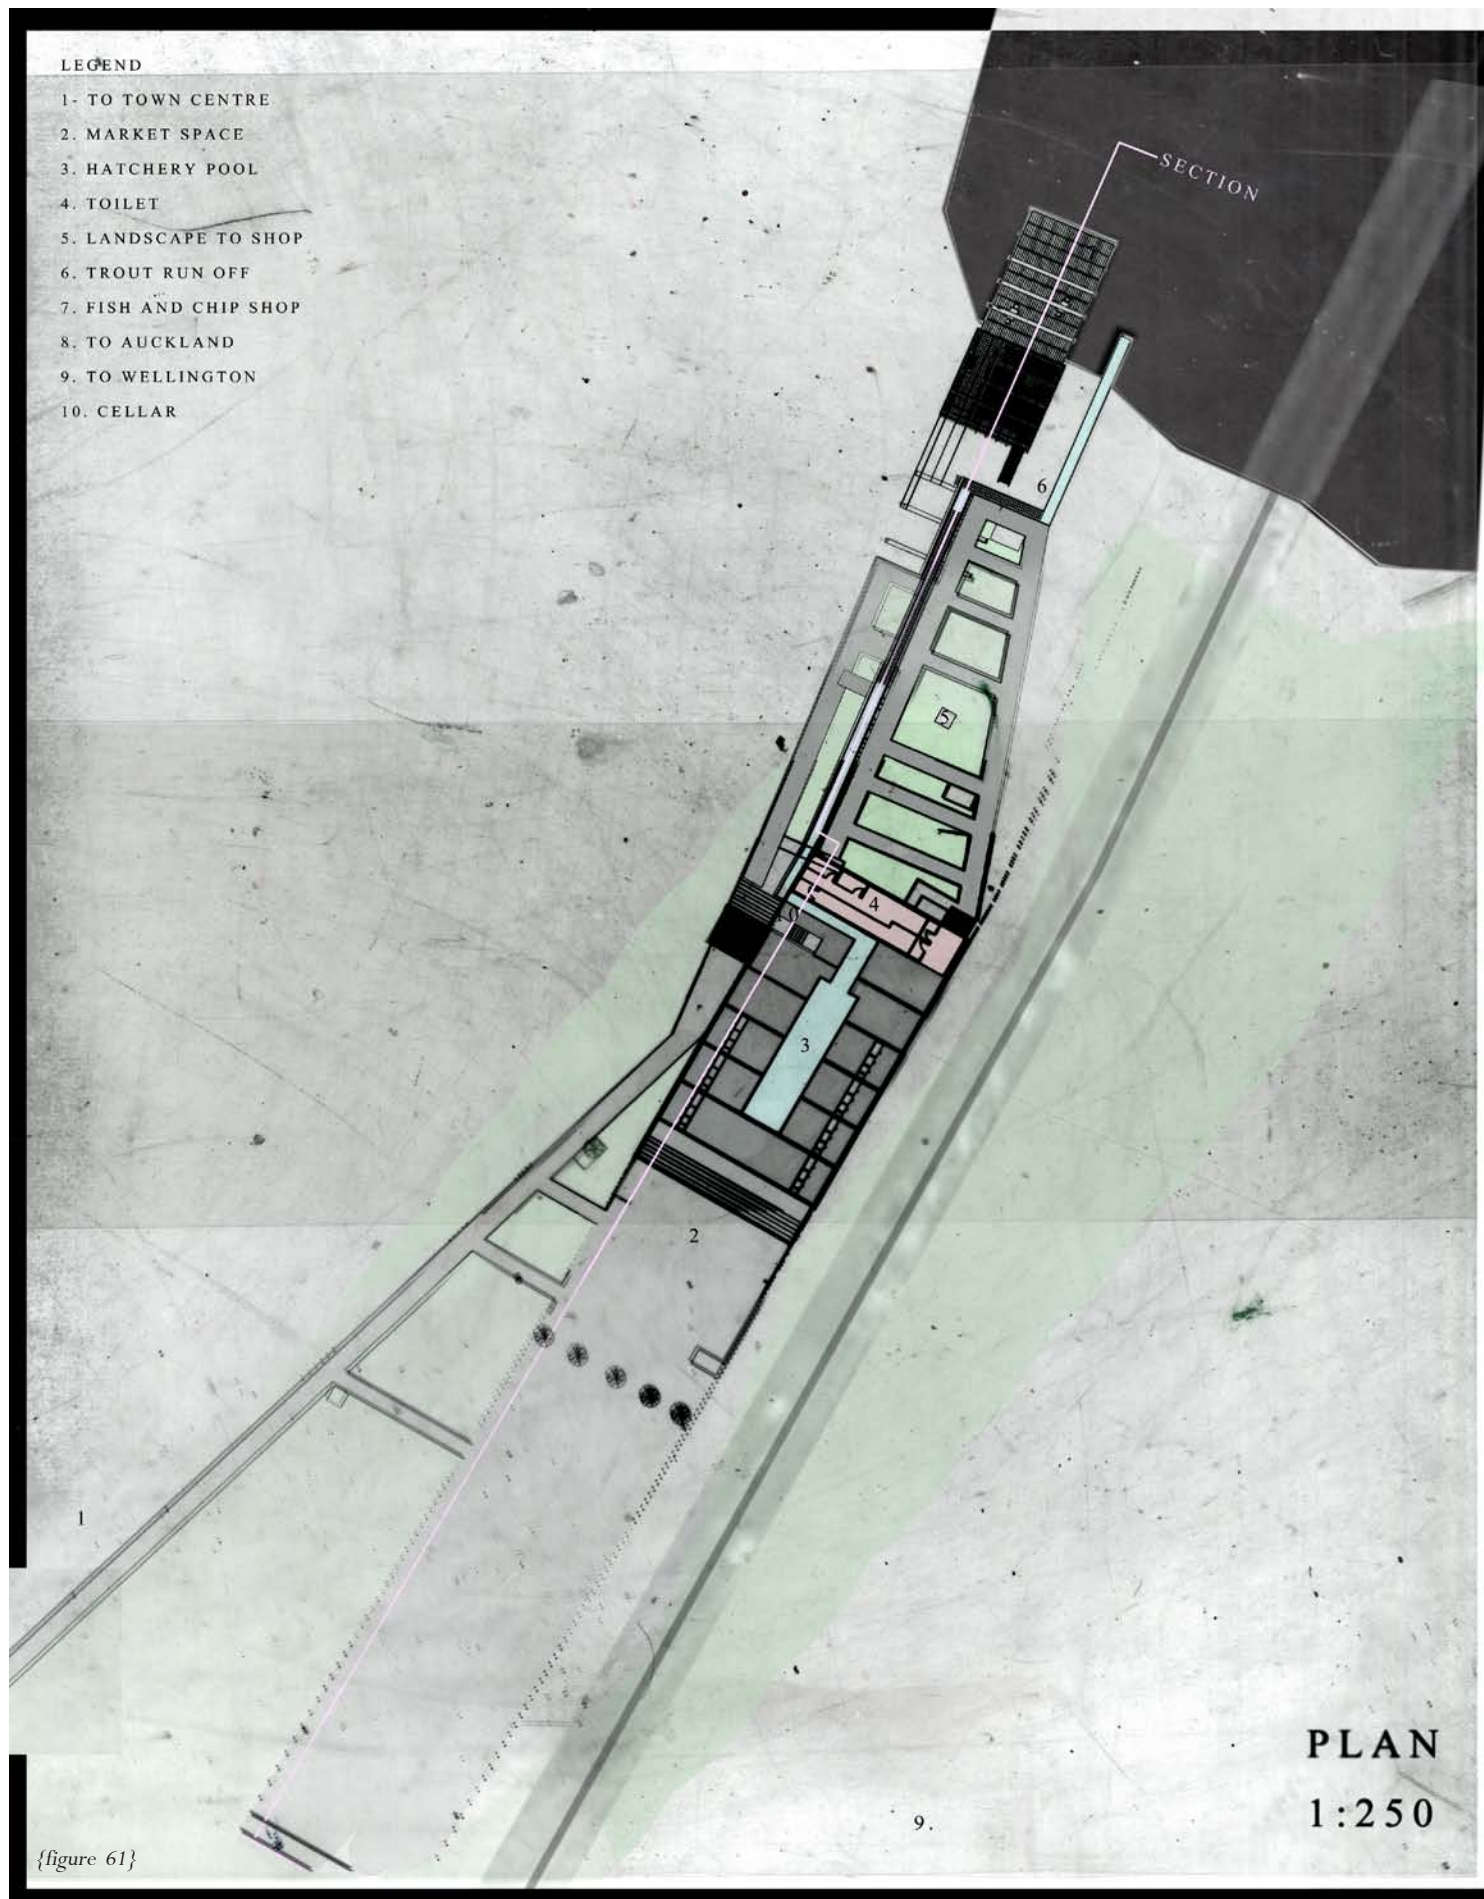 LEGEND
1- TO TOWN CENTRE
2. MARKET SPACE
3. HATCHERY POOL
4. TOILET
5. LANDSCAPE TO SHOP
6. TROUT RUN OFF
7. FISH AND CHIP SHOP
8. TO AUCKLAND
9. TO WELLINGTON
10. CELLAR
SECTION
6
5
4
10
3
2
1
9.
PLAN
1:250
{figure 61}